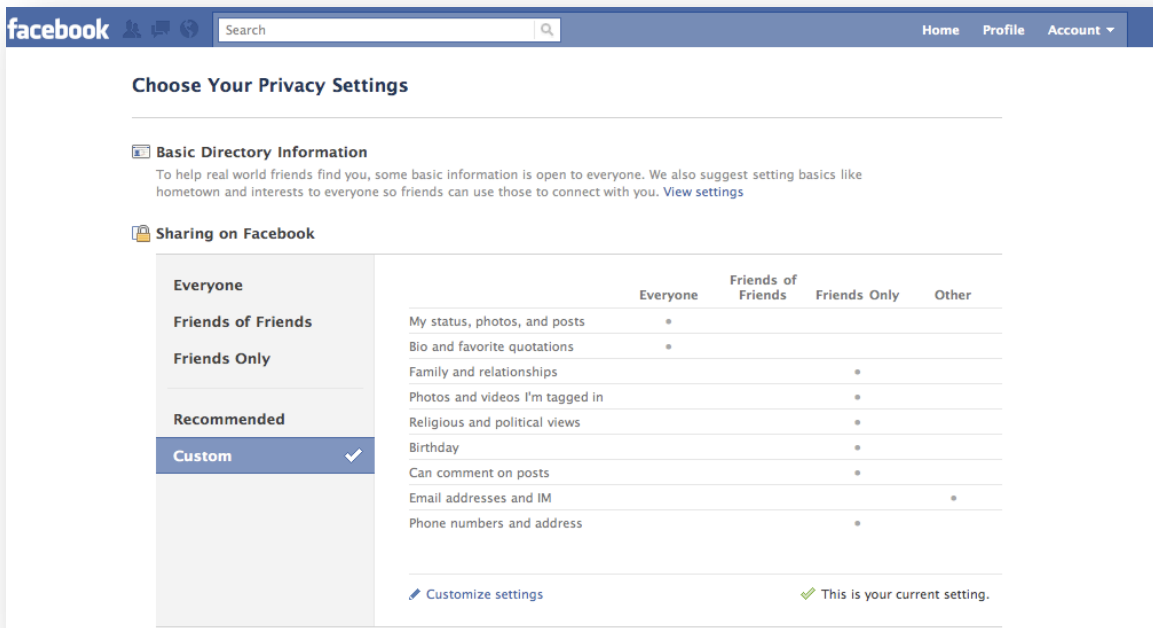 facebook Search Home Profile Account
Choose Your Privacy Settings
Basic Directory Information
To help real world friends find you, some basic information is open to everyone. We also suggest setting basics like
hometown and interests to everyone so friends can use those to connect with you. View settings
Sharing on Facebook
Everyone
Friends of Friends
Friends Only
Recommended
Custom
Everyone
Friends of
Friends
Friends Only
Other
My status, photos, and posts
Bio and favorite quotations
Family and relationships
Photos and videos I'm tagged in
Religious and political views
Birthday
Can comment on posts
Email addresses and IM
Phone numbers and address
Customize settings
This is your current setting.